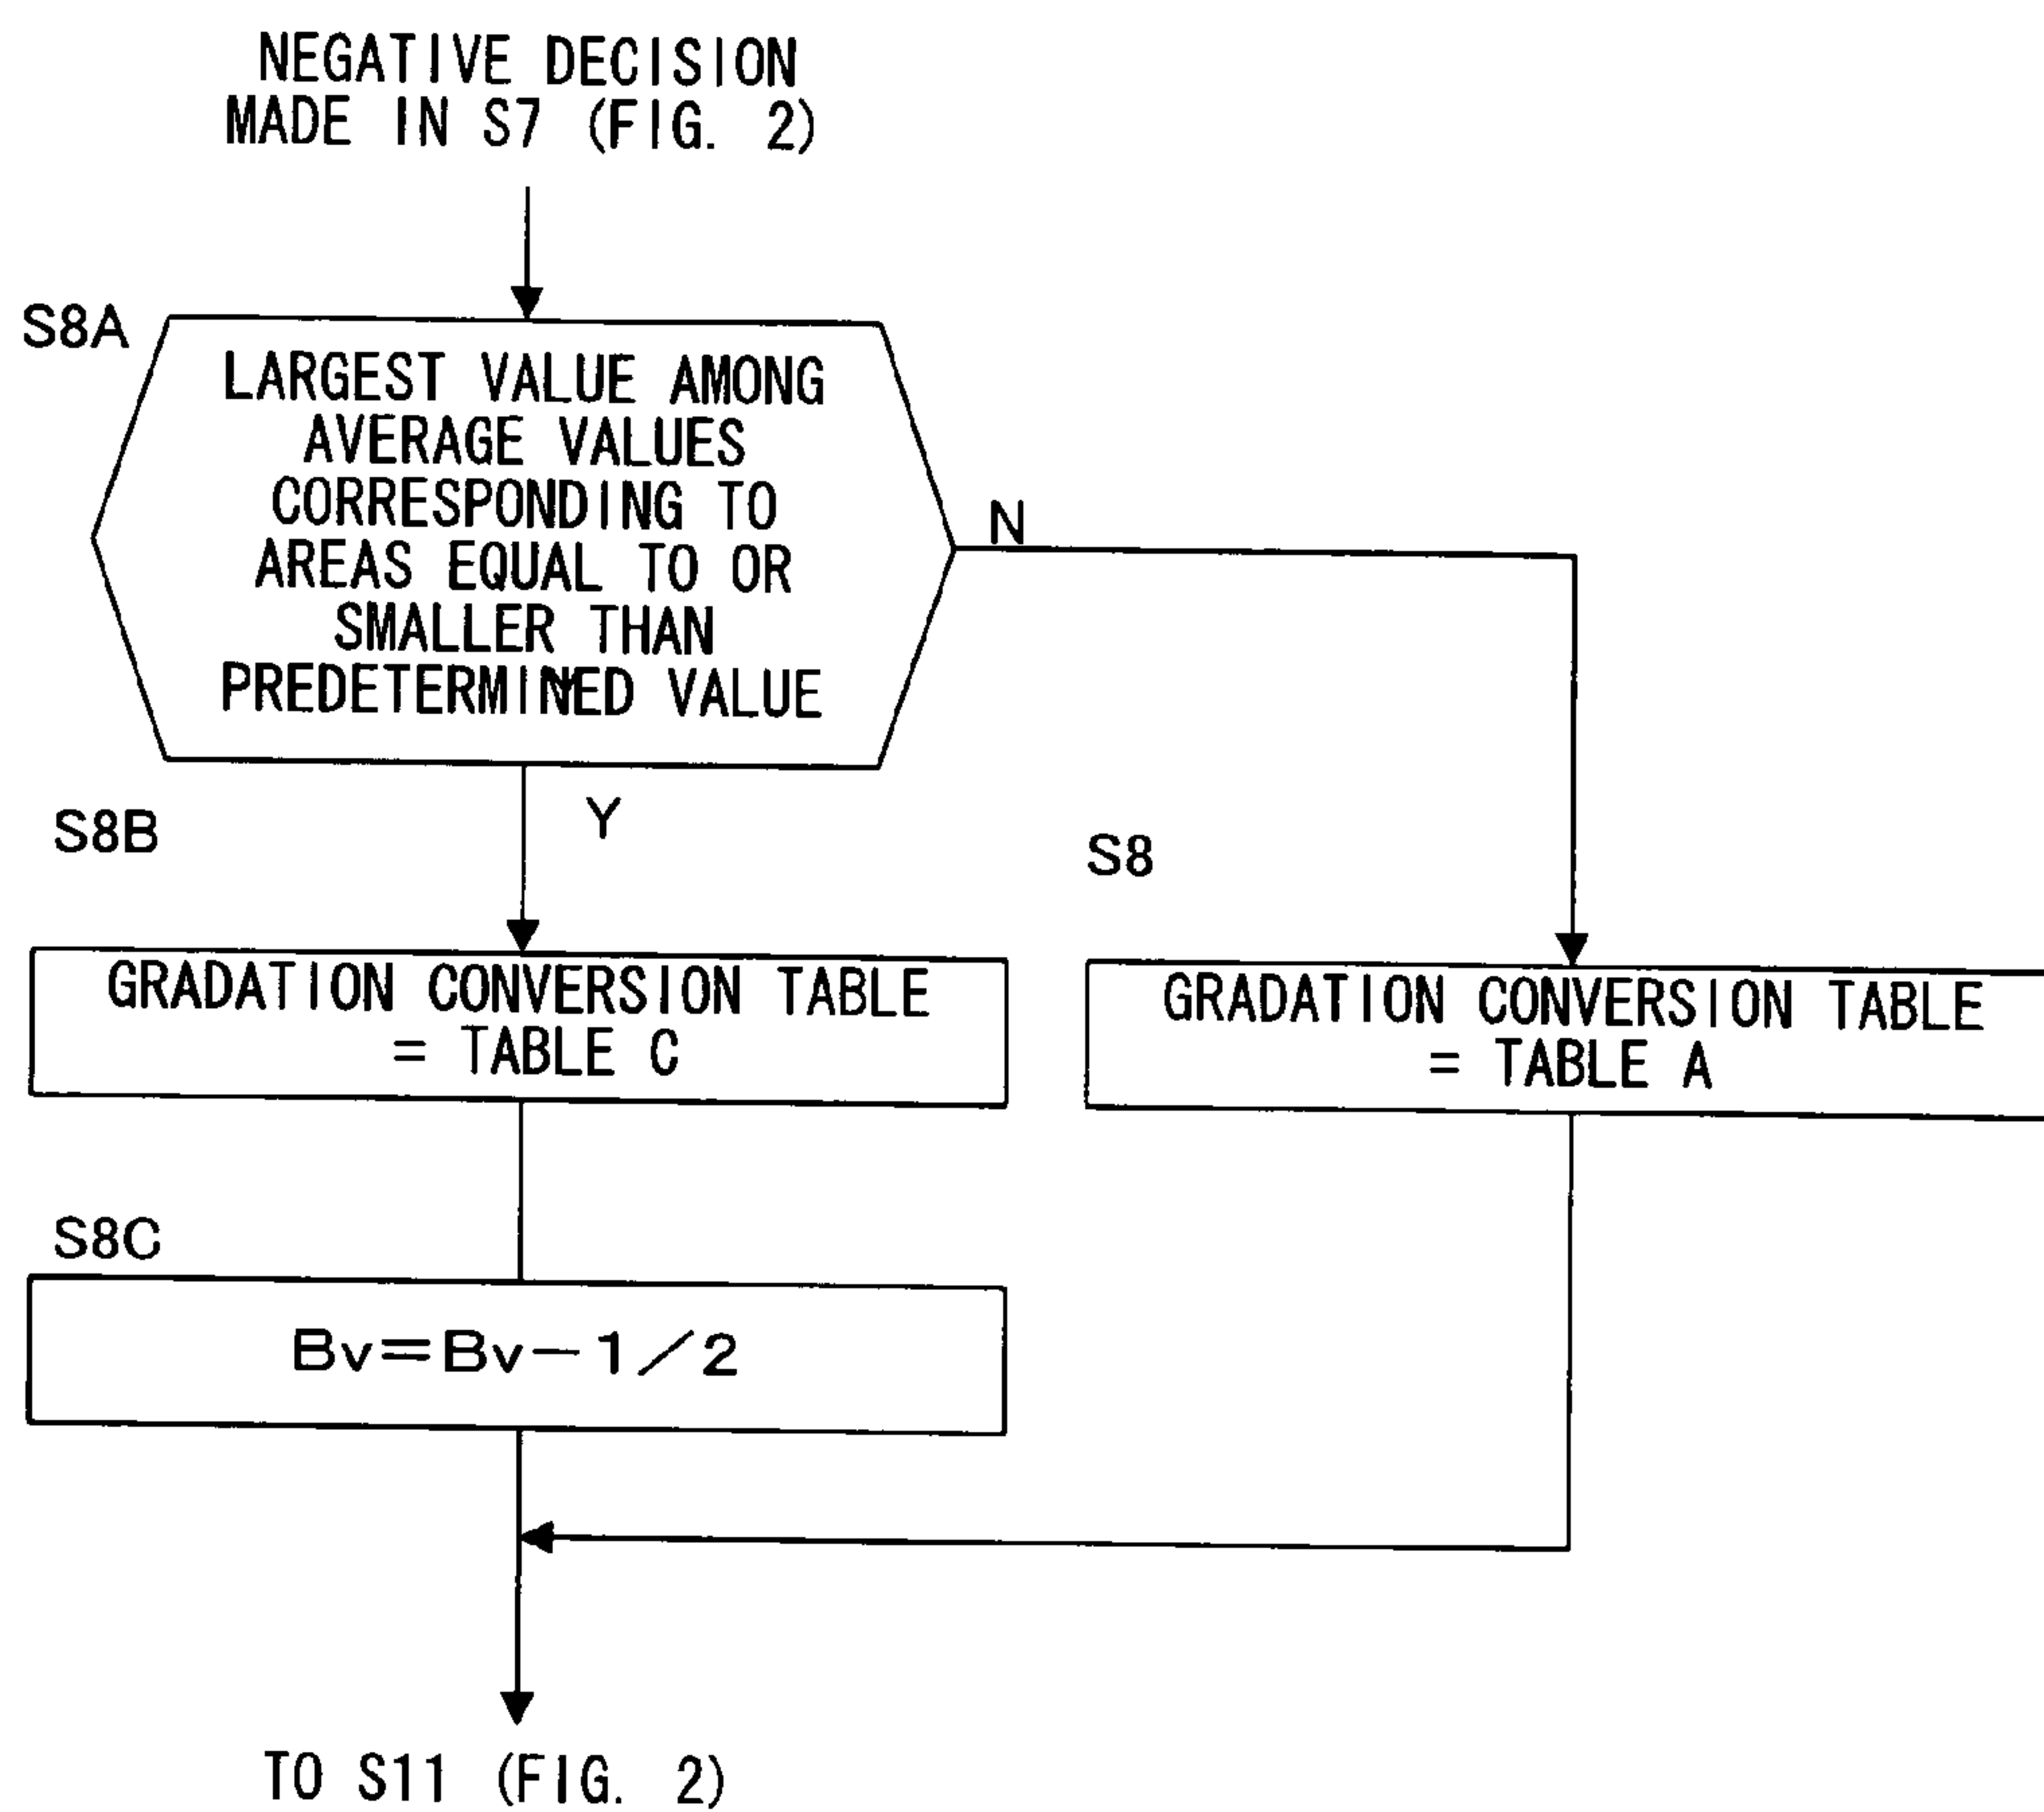 NEGATIVE DECISION
MADE IN S7 (FIG. 2)
S8A
LARGEST VALUE AMONG
AVERAGE VALUES
CORRESPONDING TO
AREAS EQUAL TO OR
SMALLER THAN
PREDETERMINED VALUE
N
Y
S8B
S8
GRADATION CONVERSION TABLE
= TABLE C
GRADATION CONVERSION TABLE
= TABLE A
S8C
Bv=Bv-1/2
TO S11 (FIG. 2)